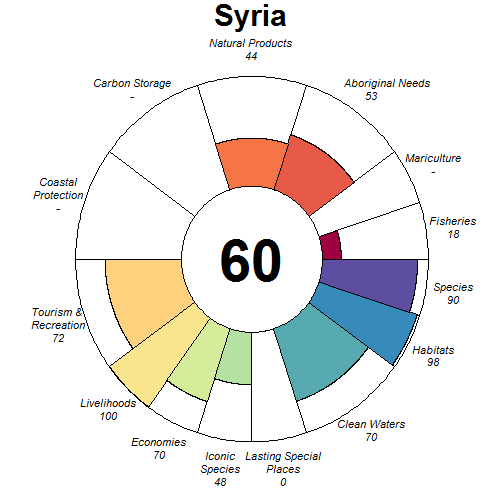 Syria
Natural Products
44
Carbon Storage
-
Aboriginal Needs
53
Mariculture
-
Coastal
Protection
-
Fisheries
18
60
Species
90
Tourism &
Recreation
72
Habitats
98
Livelihoods
100
Clean Waters
70
Economies
70
Iconic
Species
48
Lasting Special
Places
0